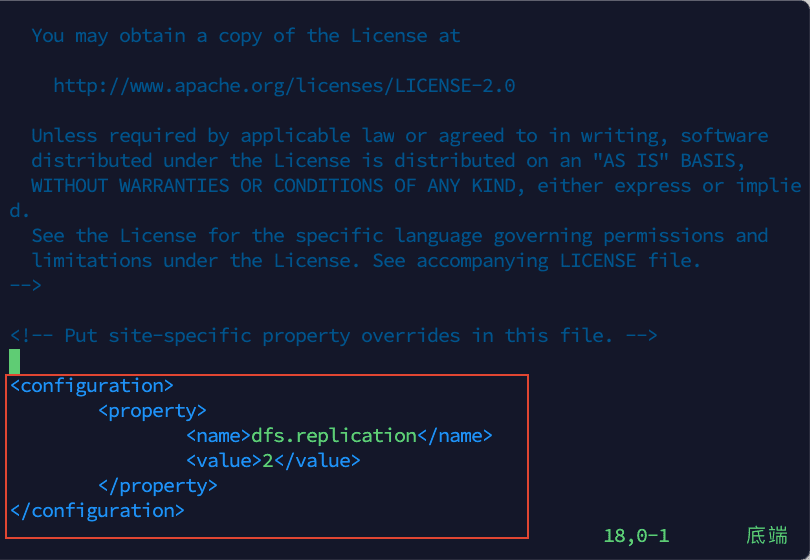 You may obtain a copy of the License at
http://www.apache.org/licenses/LICENSE-2.0
Unless required by applicable law or agreed to in writing, software
distributed under the License is distributed on an "AS IS" BASIS,
WITHOUT WARRANTIES OR CONDITIONS OF ANY KIND, either express or implie
d.
See the License for the specific language governing permissions and
limitations under the License. See accompanying LICENSE file.
-->
<!-- Put site-specific property overrides in this file. -->
<configuration>
<property>
<name>dfs.replication</name>
<value>2</value>
</property>
</configuration>
18,0-1 底端